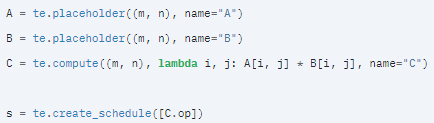 A = te.placeholder((m, n), name="A")
B = te.placeholder((m, n), name="B")
C = te.compute((m, n), lambda i, j: A[i, j] * B[i, j], name="C")
s = te.create_schedule([C.op])